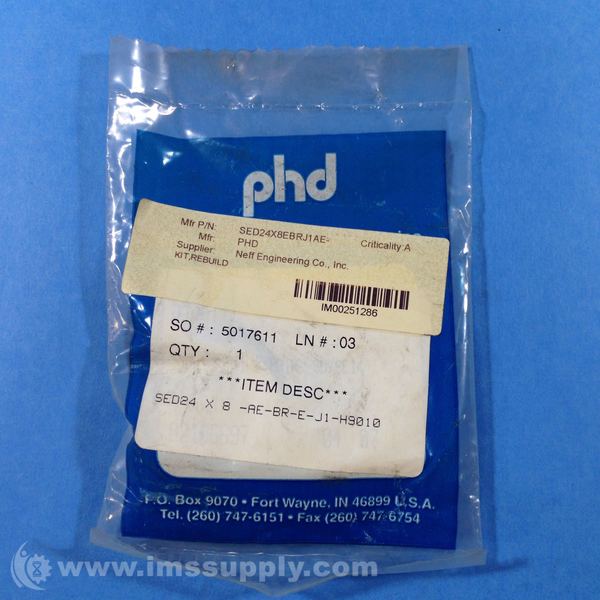 phd
Mfr P/N: SED24X8EBRJ1AE- Criticality:A
Mfr: PHD
Supplier: Neff Engineering Co., Inc.
KIT,REBUILD
IM00251286
SO # : 5017611 LN # : 03
QTY : 1
***ITEM DESC***
SED24 X 8 -AE-BR-E-J1-H9010
P.O. Box 9070 • Fort Wayne, IN 46899 U.S.A.
Tel. (260) 747-6151 • Fax (260) 747-6754
www.imssupply.com/